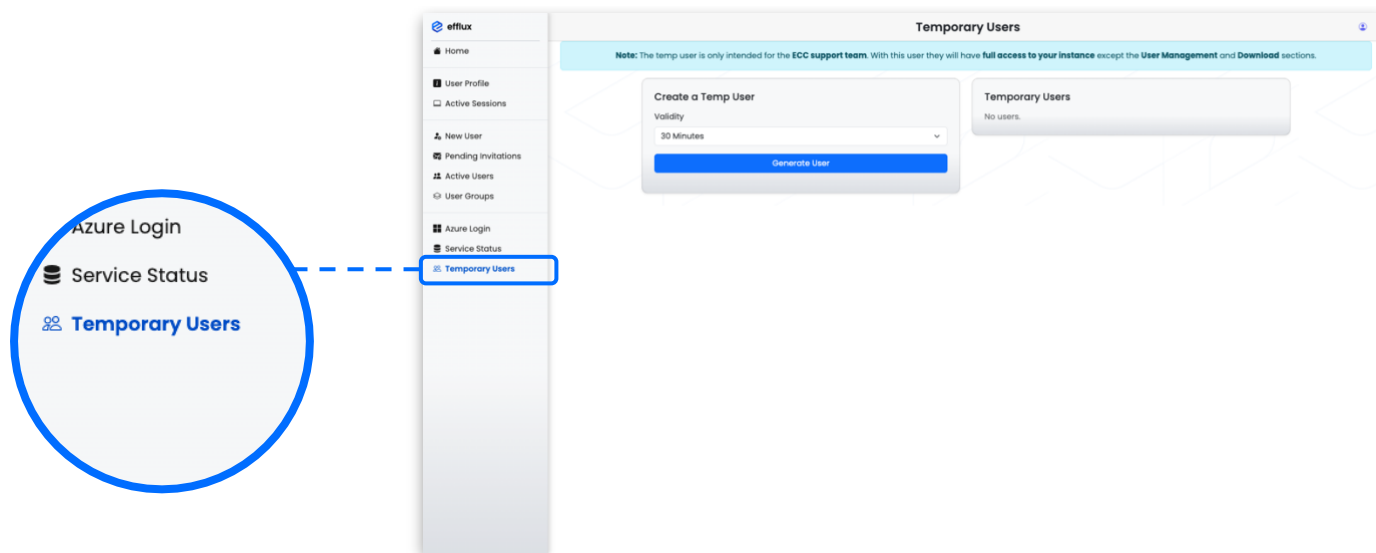 efflux
Temporary Users
Home
Note: The temp user is only intended for the ECC support team. With this user they will have full access to your instance except the User Management and Download sections.
User Profile
Active Sessions
New User
Pending Invitations
Active Users
User Groups
Azure Login
Service Status
Temporary Users
Create a Temp User
Validity
30 Minutes
Generate User
Temporary Users
No users.
Azure Login
Service Status
Temporary Users